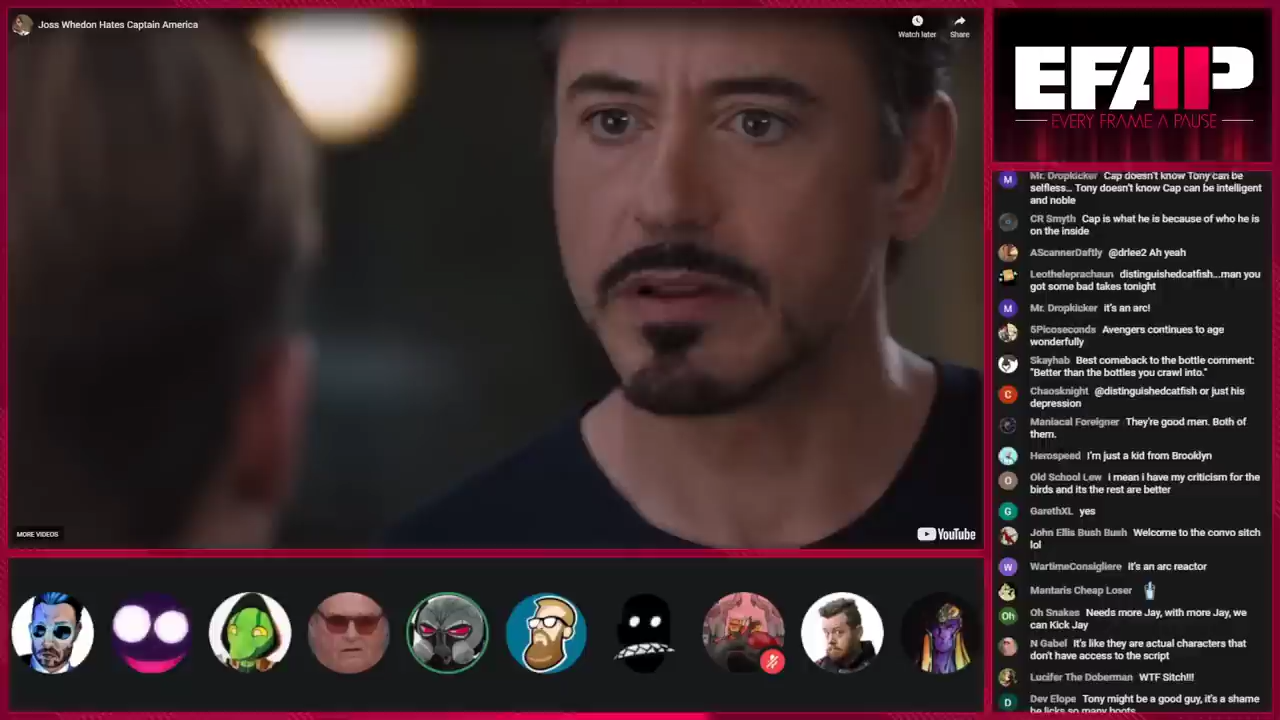 Joss Whedon Hates Captain America
Watch later
Share
MORE VIDEOS
YouTube
EFAP
EVERY FRAME A PAUSE
M Mr. Dropkicker Cap doesn't know Tony can be
selfless... Tony doesn't know Cap can be intelligent
and noble
CR Smyth Cap is what he is because of who he is
on the inside
AScannerDaftly @drlee2 Ah yeah
Leotheleprachaun distinguishedcatfish...man you
got some bad takes tonight
M Mr. Dropkicker it's an arc!
5Picoseconds Avengers continues to age
wonderfully
Skayhab Best comeback to the bottle comment:
"Better than the bottles you crawl into."
C Chaosknight @distinguishedcatfish or just his
depression
Maniacal Foreigner They're good men. Both of
them.
Herospeed I'm just a kid from Brooklyn
O Old School Lew I mean i have my criticism for the
birds and its the rest are better
G GarethXL yes
John Ellis Bush Bush Welcome to the convo sitch
lol
W WartimeConsigliere it's an arc reactor
Mantaris Cheap Loser
Oh Oh Snakes Needs more Jay, with more Jay, we
can Kick Jay
N Gabel It's like they are actual characters that
don't have access to the script
Lucifer The Doberman WTF Sitch!!!
D Dev Elope Tony might be a good guy, it's a shame
he licks so many boots